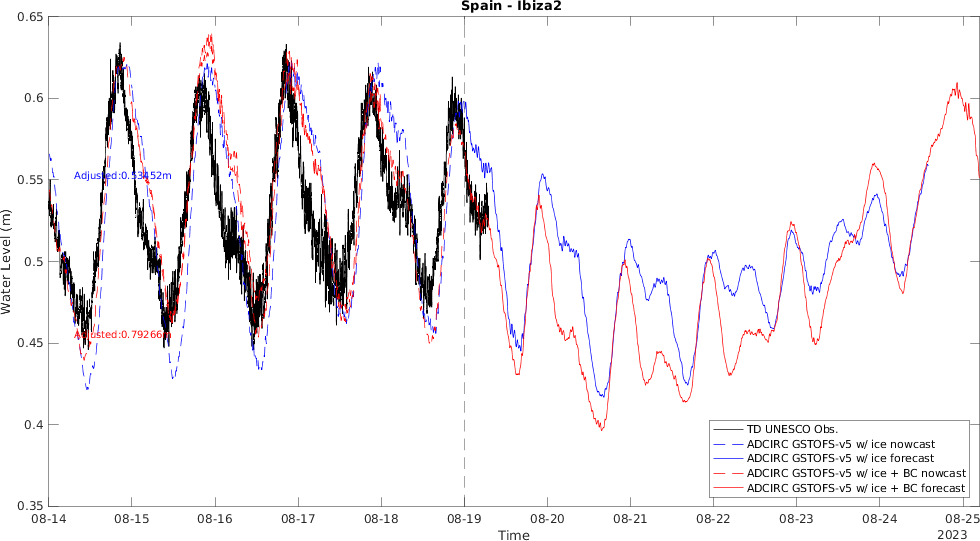 Spain - Ibiza2
0.65
0.6
0.55
0.5
0.45
0.4
0.35
Water Level (m)
Adjusted:0.53452m
Adjusted:0.79266m
TD UNESCO Obs.
ADCIRC GSTOFS-v5 w/ ice nowcast
ADCIRC GSTOFS-v5 w/ ice forecast
ADCIRC GSTOFS-v5 w/ ice + BC nowcast
ADCIRC GSTOFS-v5 w/ ice + BC forecast
08-14 08-15 08-16 08-17 08-18 08-19 08-20 08-21 08-22 08-23 08-24 08-25
Time
2023